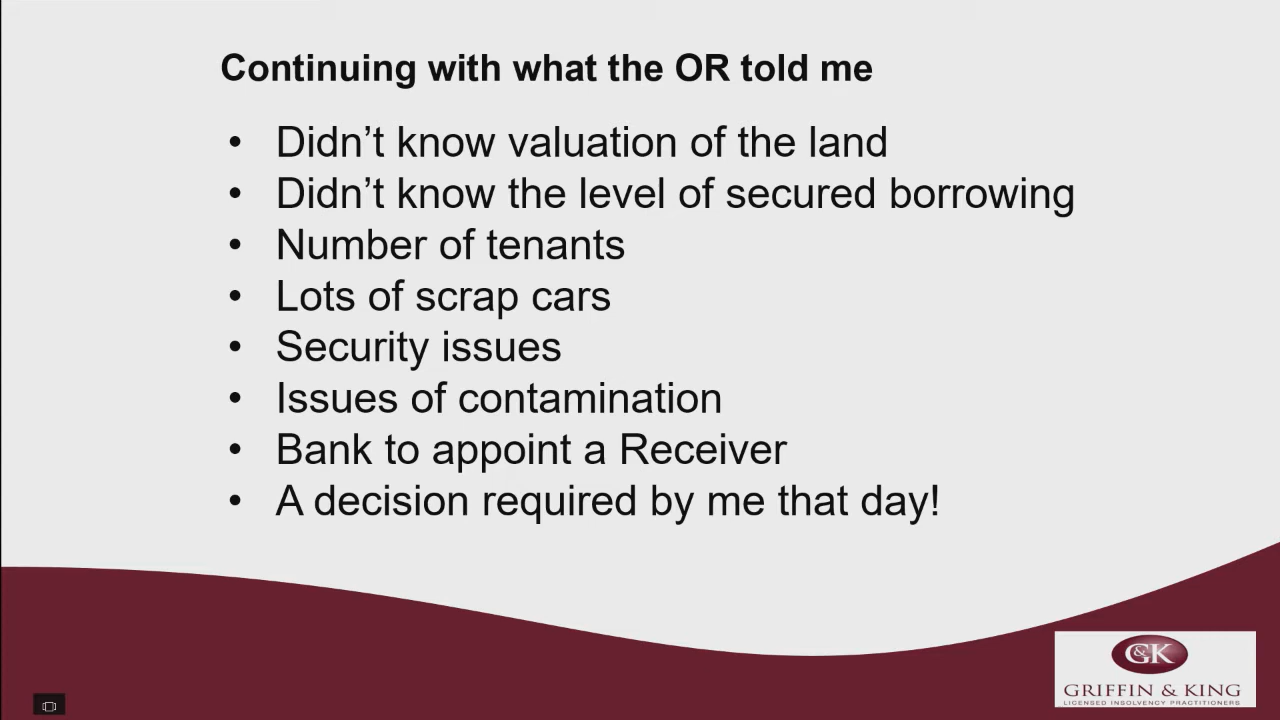 Continuing with what the OR told me
• Didn’t know valuation of the land
• Didn’t know the level of secured borrowing
• Number of tenants
• Lots of scrap cars
• Security issues
• Issues of contamination
• Bank to appoint a Receiver
• A decision required by me that day!
G&K
GRIFFIN & KING
LICENSED INSOLVENCY PRACTITIONERS